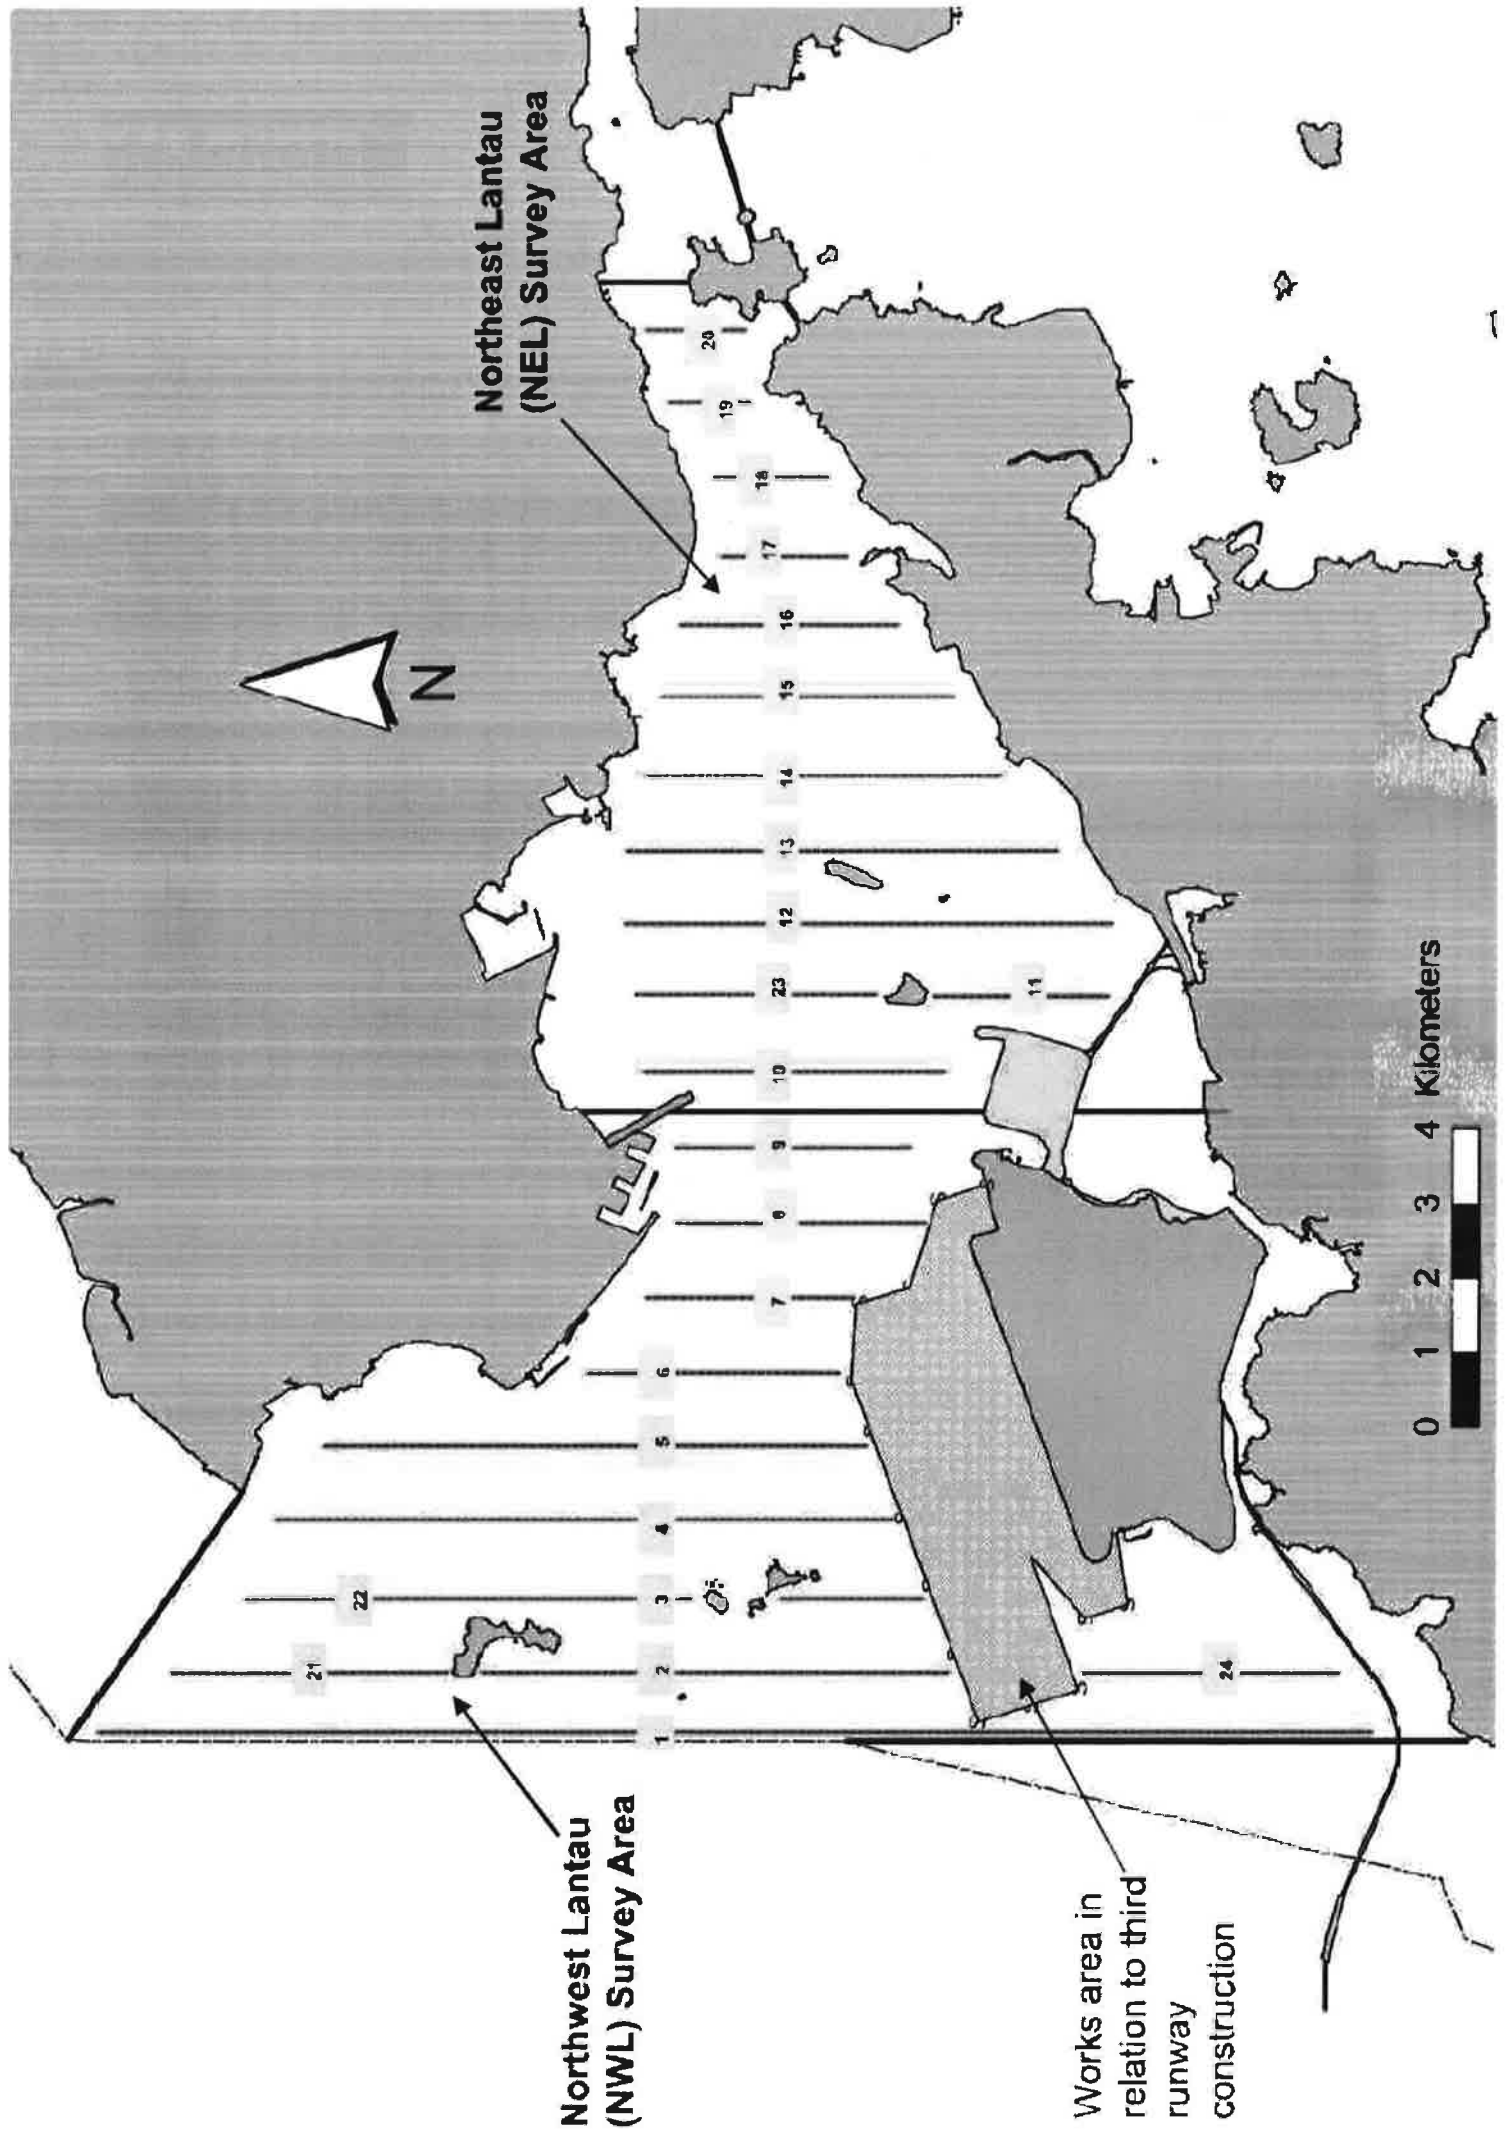 21
22
N
Northeast Lantau
(NEL) Survey Area
Northwest Lantau
(NWL) Survey Area
1 2 3 4 5 6
7 8 9 10 23 12 13 14 15 16 17 18 19 20
11
Works area in
relation to third
runway
construction
24
0 1 2 3 4 Kilometers